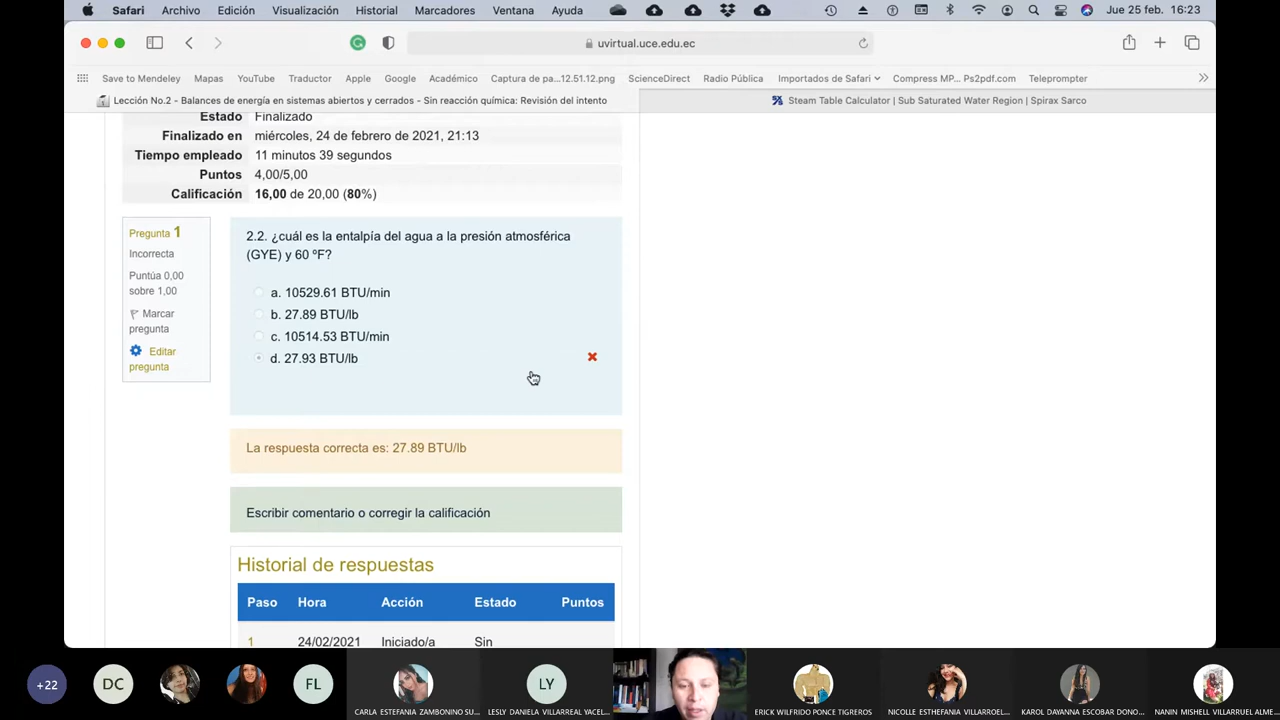 Safari Archivo Edición Visualización Historial Marcadores Ventana Ayuda Jue 25 feb. 16:23
uvirtual.uce.edu.ec
Save to Mendeley Mapas YouTube Traductor Apple Google Académico Captura de pa...12.51.12.png ScienceDirect Radio Pública Importados de Safari Compress MP... Ps2pdf.com Teleprompter
Lección No.2 - Balances de energía en sistemas abiertos y cerrados - Sin reacción química: Revisión del intento
Steam Table Calculator | Sub Saturated Water Region | Spirax Sarco
Estado Finalizado
Finalizado en miércoles, 24 de febrero de 2021, 21:13
Tiempo empleado 11 minutos 39 segundos
Puntos 4,00/5,00
Calificación 16,00 de 20,00 (80%)
Pregunta 1
Incorrecta
Puntúa 0,00
sobre 1,00
Marcar
pregunta
Editar
pregunta
2.2. ¿cuál es la entalpía del agua a la presión atmosférica
(GYE) y 60 ºF?
a. 10529.61 BTU/min
b. 27.89 BTU/lb
c. 10514.53 BTU/min
d. 27.93 BTU/lb
La respuesta correcta es: 27.89 BTU/lb
Escribir comentario o corregir la calificación
Historial de respuestas
Paso Hora Acción Estado Puntos
1 24/02/2021 Iniciado/a Sin
+22
DC
FL
LY
CARLA ESTEFANIA ZAMBONINO SU...
LESLY DANIELA VILLARREAL YACEL...
ERICK WILFRIDO PONCE TIGREROS
NICOLLE ESTHEFANIA VILLARROEL...
KAROL DAYANNA ESCOBAR DONO...
NANIN MISHELL VILLARRUEL ALME...